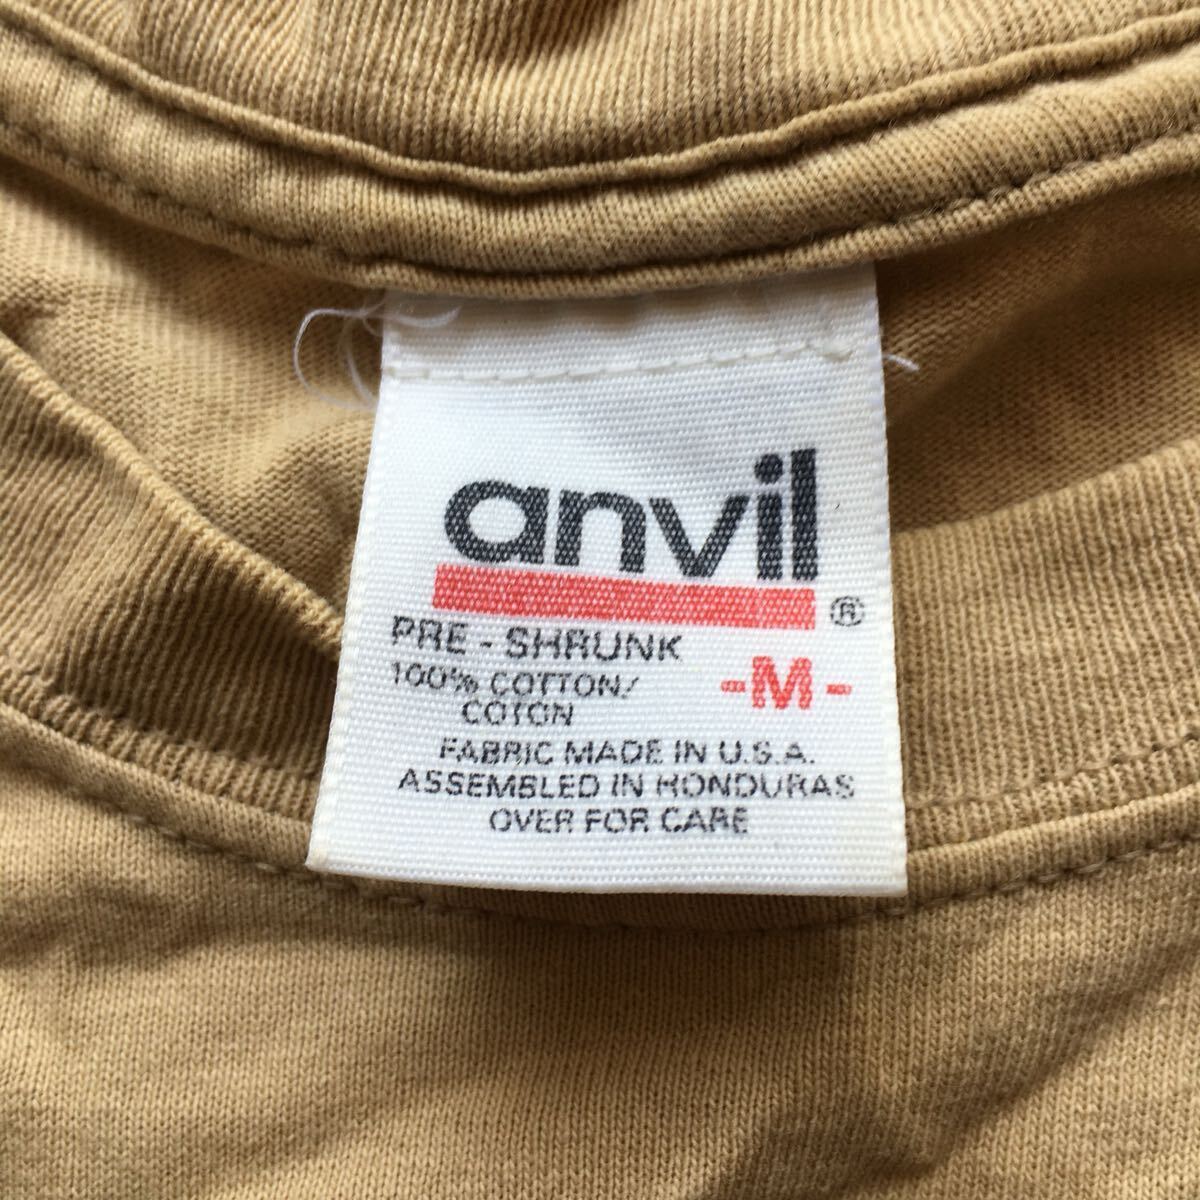 anvil®
PRE - SHRUNK
100% COTTON/
COTON
-M-
FABRIC MADE IN U.S.A.
ASSEMBLED IN HONDURAS
OVER FOR CARE